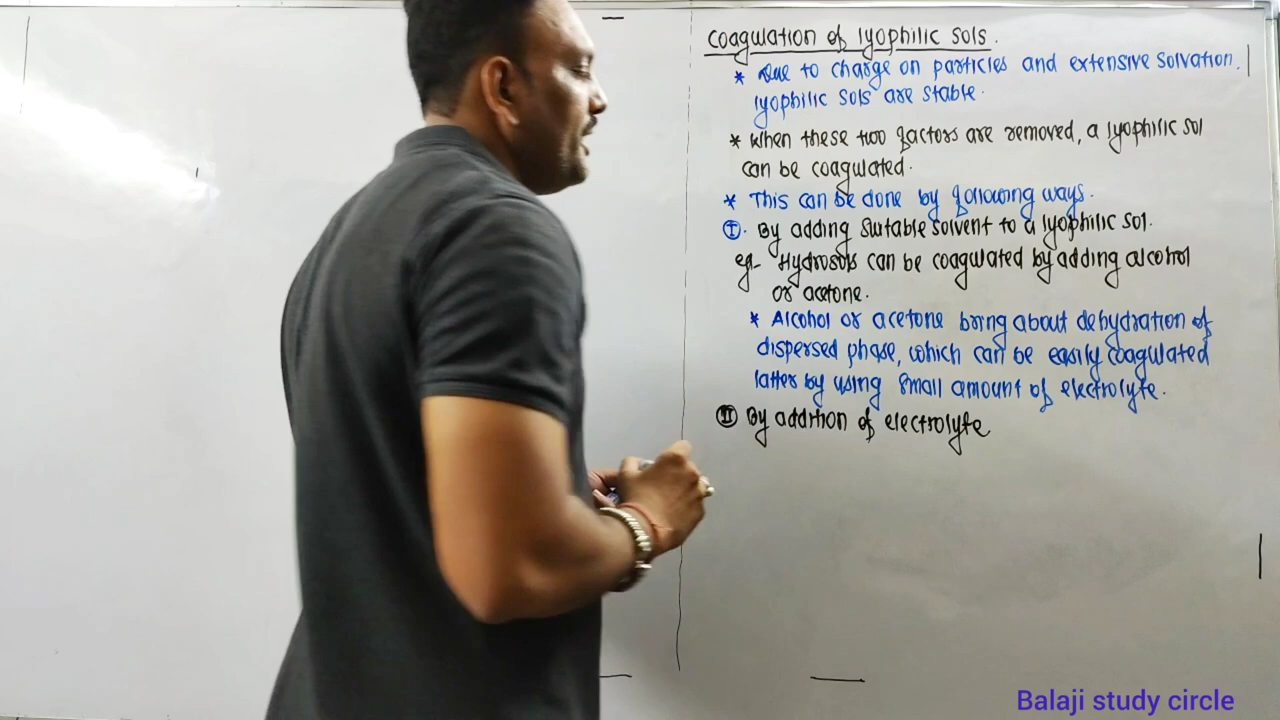 Coagulation of lyophilic sols.
* Due to charge on particles and extensive solvation.
lyophilic sols are stable.
* When these two factors are removed, a lyophilic sol
can be coagulated.
* This can be done by following ways.
I. By adding suitable solvent to a lyophilic sol.
eg- Hydrosols can be coagulated by adding alcohol
or acetone.
* Alcohol or acetone bring about dehydration of
dispersed phase, which can be easily coagulated
latter by using small amount of electrolyte.
II By addition of electrolyte
Balaji study circle